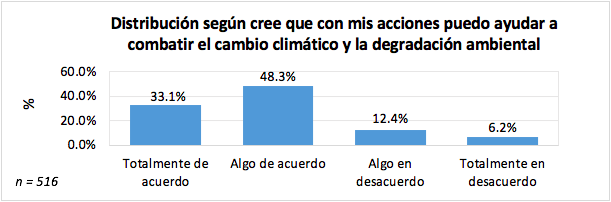 Distribución según cree que con mis acciones puedo ayudar a
combatir el cambio climático y la degradación ambiental
%
60.0%
40.0%
20.0%
0.0%
33.1%
48.3%
12.4%
6.2%
Totalmente de
acuerdo
Algo de acuerdo
Algo en
desacuerdo
Totalmente en
desacuerdo
n = 516